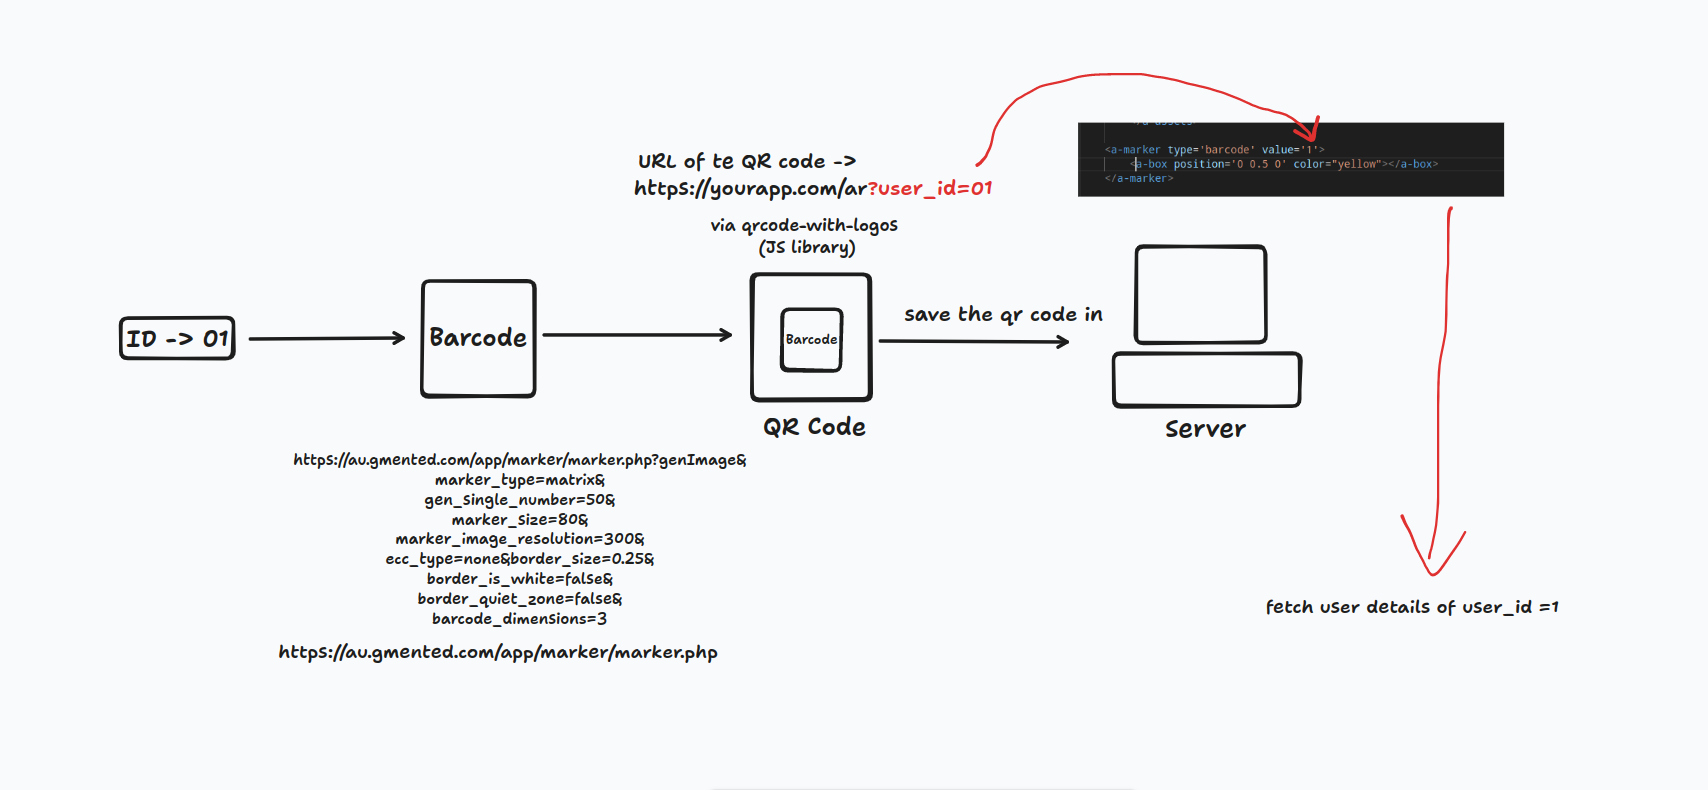 URL of te QR code ->
https://yourapp.com/ar?user_id=01
via qrcode-with-logos
(JS library)
<a-marker type='barcode' value='1'>
<a-box position='0 0.5 0' color="yellow"></a-box>
</a-marker>
ID -> 01
Barcode
Barcode
QR Code
save the qr code in
Server
https://au.gmented.com/app/marker/marker.php?genImage&
marker_type=matrix&
gen_single_number=50&
marker_size=80&
marker_image_resolution=300&
ecc_type=none&border_size=0.25&
border_is_white=false&
border_quiet_zone=false&
barcode_dimensions=3
https://au.gmented.com/app/marker/marker.php
fetch user details of user_id =1